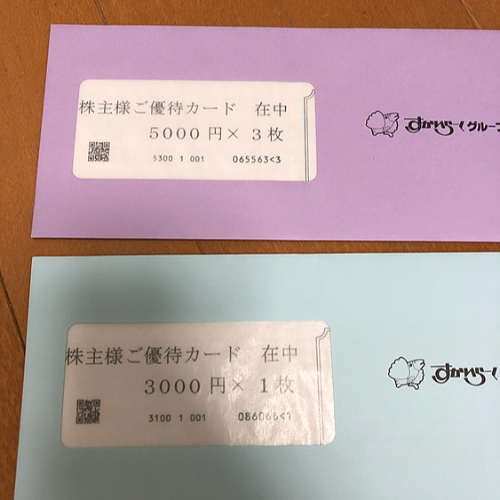 株主様ご優待カード 在中
5000円× 3枚
5300 1 001 065563<3
すかいらーくグループ
株主様ご優待カード 在中
3000円× 1枚
3100 1 001
すかいらーく